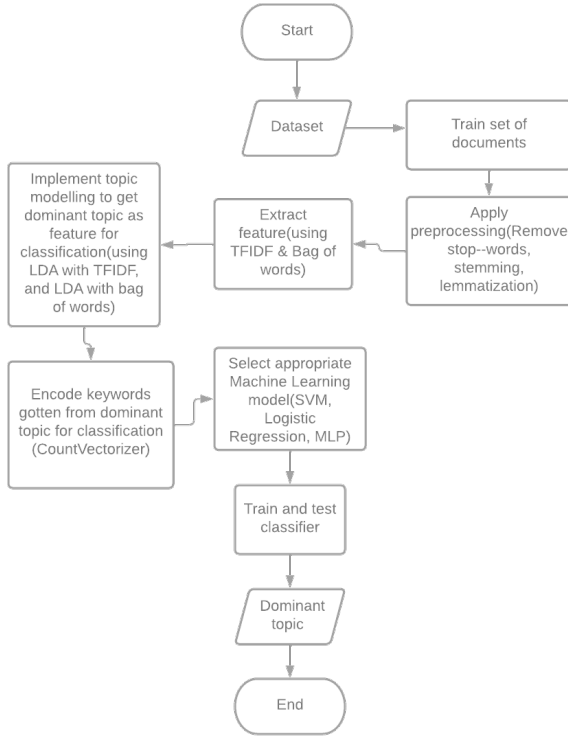 Start
Dataset
Train set of
documents
Apply
preprocessing(Remove
stop--words,
stemming,
lemmatization)
Extract
feature(using
TFIDF & Bag of
words)
Implement topic
modelling to get
dominant topic as
feature for
classification(using
LDA with TFIDF,
and LDA with bag
of words)
Encode keywords
gotten from dominant
topic for classification
(CountVectorizer)
Select appropriate
Machine Learning
model(SVM,
Logistic
Regression, MLP)
Train and test
classifier
Dominant
topic
End